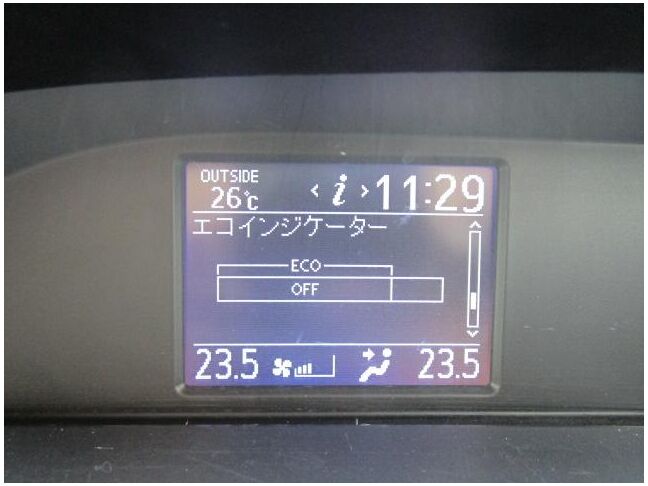 OUTSIDE
26℃ < i > 11:29
エコインジケーター
ECO
OFF
23.5 23.5